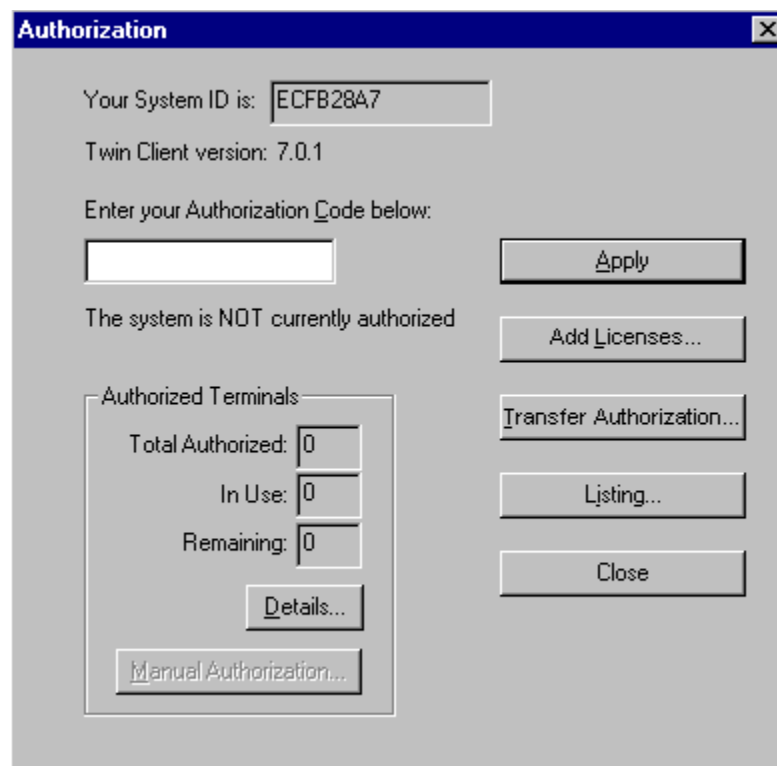 Authorization
Your System ID is: ECFB28A7
Twin Client version: 7.0.1
Enter your Authorization Code below:
Apply
The system is NOT currently authorized
Add Licenses...
Authorized Terminals
Transfer Authorization...
Total Authorized: 0
In Use: 0
Listing...
Remaining: 0
Close
Details...
Manual Authorization...